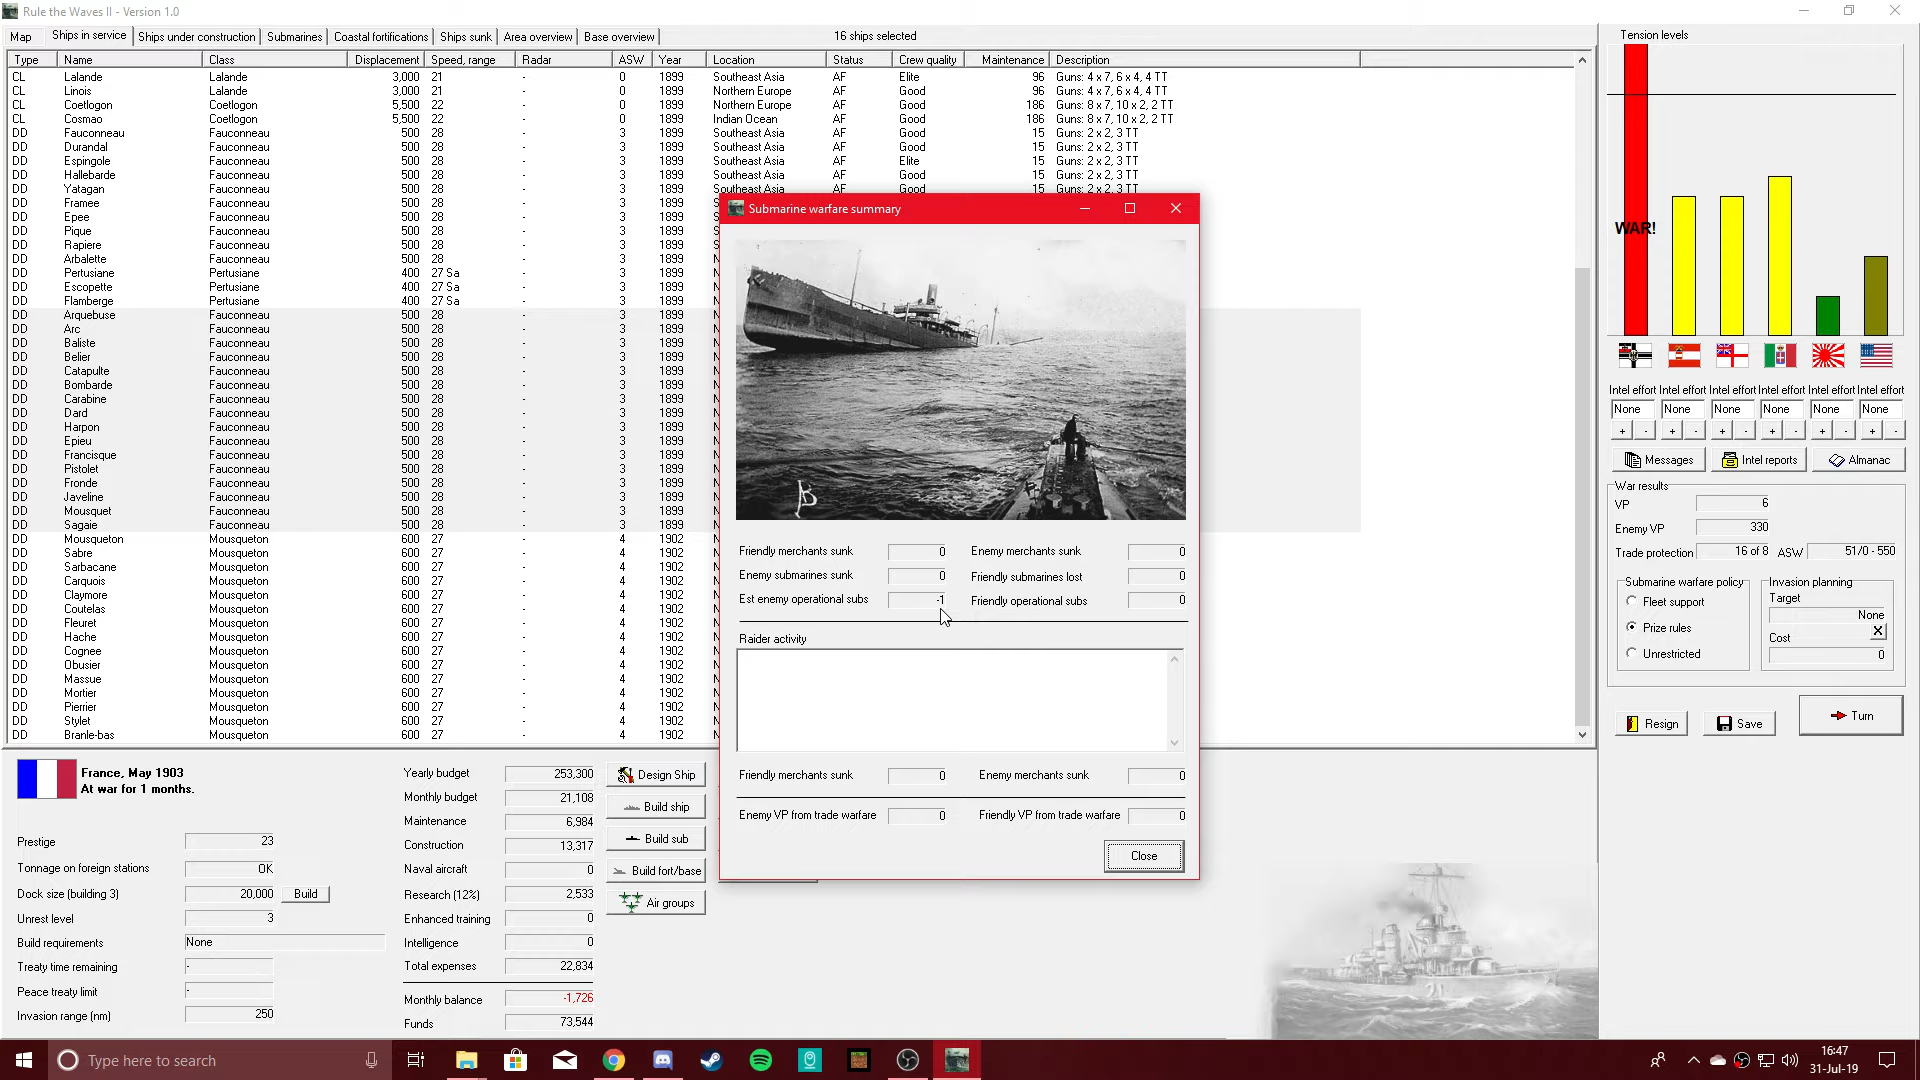 Rule the Waves II - Version 1.0
Map Ships in service Ships under construction Submarines Coastal fortifications Ships sunk Area overview Base overview 16 ships selected
Type Name Class Displacement Speed, range Radar ASW Year Location Status Crew quality Maintenance Description
CL Lalande Lalande 3,000 21 - 0 1899 Southeast Asia AF Elite 96 Guns: 4 x 7, 6 x 4, 4 TT
CL Linois Lalande 3,000 21 - 0 1899 Northern Europe AF Good 96 Guns: 4 x 7, 6 x 4, 4 TT
CL Coetlogon Coetlogon 5,500 22 - 0 1899 Northern Europe AF Good 186 Guns: 8 x 7, 10 x 2, 2 TT
CL Cosmao Coetlogon 5,500 22 - 0 1899 Indian Ocean AF Good 186 Guns: 8 x 7, 10 x 2, 2 TT
DD Fauconneau Fauconneau 500 28 - 3 1899 Southeast Asia AF Good 15 Guns: 2 x 2, 3 TT
DD Durandal Fauconneau 500 28 - 3 1899 Southeast Asia AF Good 15 Guns: 2 x 2, 3 TT
DD Espingole Fauconneau 500 28 - 3 1899 Southeast Asia AF Elite 15 Guns: 2 x 2, 3 TT
DD Hallebarde Fauconneau 500 28 - 3 1899 Southeast Asia AF Good 15 Guns: 2 x 2, 3 TT
DD Yatagan Fauconneau 500 28 - 3 1899 Southeast Asia AF Good 15 Guns: 2 x 2, 3 TT
DD Framee Fauconneau 500 28 - 3 1899
DD Epee Fauconneau 500 28 - 3 1899
DD Pique Fauconneau 500 28 - 3 1899
DD Rapiere Fauconneau 500 28 - 3 1899
DD Arbalette Fauconneau 500 28 - 3 1899
DD Pertusiane Pertusiane 400 27 Sa - 3 1899
DD Escopette Pertusiane 400 27 Sa - 3 1899
DD Flamberge Pertusiane 400 27 Sa - 3 1899
DD Arquebuse Fauconneau 500 28 - 3 1899
DD Arc Fauconneau 500 28 - 3 1899
DD Baliste Fauconneau 500 28 - 3 1899
DD Belier Fauconneau 500 28 - 3 1899
DD Catapulte Fauconneau 500 28 - 3 1899
DD Bombarde Fauconneau 500 28 - 3 1899
DD Carabine Fauconneau 500 28 - 3 1899
DD Dard Fauconneau 500 28 - 3 1899
DD Harpon Fauconneau 500 28 - 3 1899
DD Epieu Fauconneau 500 28 - 3 1899
DD Francisque Fauconneau 500 28 - 3 1899
DD Pistolet Fauconneau 500 28 - 3 1899
DD Fronde Fauconneau 500 28 - 3 1899
DD Javeline Fauconneau 500 28 - 3 1899
DD Mousquet Fauconneau 500 28 - 3 1899
DD Sagaie Fauconneau 500 28 - 3 1899
DD Mousqueton Mousqueton 600 27 - 4 1902
DD Sabre Mousqueton 600 27 - 4 1902
DD Sarbacane Mousqueton 600 27 - 4 1902
DD Carquois Mousqueton 600 27 - 4 1902
DD Claymore Mousqueton 600 27 - 4 1902
DD Coutelas Mousqueton 600 27 - 4 1902
DD Fleuret Mousqueton 600 27 - 4 1902
DD Hache Mousqueton 600 27 - 4 1902
DD Cognee Mousqueton 600 27 - 4 1902
DD Obusier Mousqueton 600 27 - 4 1902
DD Massue Mousqueton 600 27 - 4 1902
DD Mortier Mousqueton 600 27 - 4 1902
DD Pierrier Mousqueton 600 27 - 4 1902
DD Stylet Mousqueton 600 27 - 4 1902
DD Branle-bas Mousqueton 600 27 - 4 1902
Submarine warfare summary
Friendly merchants sunk 0 Enemy merchants sunk 0
Enemy submarines sunk 0 Friendly submarines lost 0
Est enemy operational subs -1 Friendly operational subs 0
Raider activity
Friendly merchants sunk 0 Enemy merchants sunk 0
Enemy VP from trade warfare 0 Friendly VP from trade warfare 0
Close
Tension levels
WAR!
Intel effort Intel effort Intel effort Intel effort Intel effort Intel effort
None None None None None None
+ - + - + - + - + - + -
Messages Intel reports Almanac
War results
VP 6
Enemy VP 330
Trade protection 16 of 8 ASW 51/0 - 550
Submarine warfare policy
Fleet support
Prize rules
Unrestricted
Invasion planning
Target
None
Cost X
0
Resign Save Turn
France, May 1903
At war for 1 months.
Prestige 23
Tonnage on foreign stations OK
Dock size (building 3) 20,000 Build
Unrest level 3
Build requirements None
Treaty time remaining -
Peace treaty limit -
Invasion range (nm) 250
Yearly budget 253,300
Monthly budget 21,108
Maintenance 6,984
Construction 13,317
Naval aircraft 0
Research (12%) 2,533
Enhanced training 0
Intelligence 0
Total expenses 22,834
Monthly balance -1,726
Funds 73,544
Design Ship
Build ship
Build sub
Build fort/base
Air groups
Type here to search
16:47
31-Jul-19